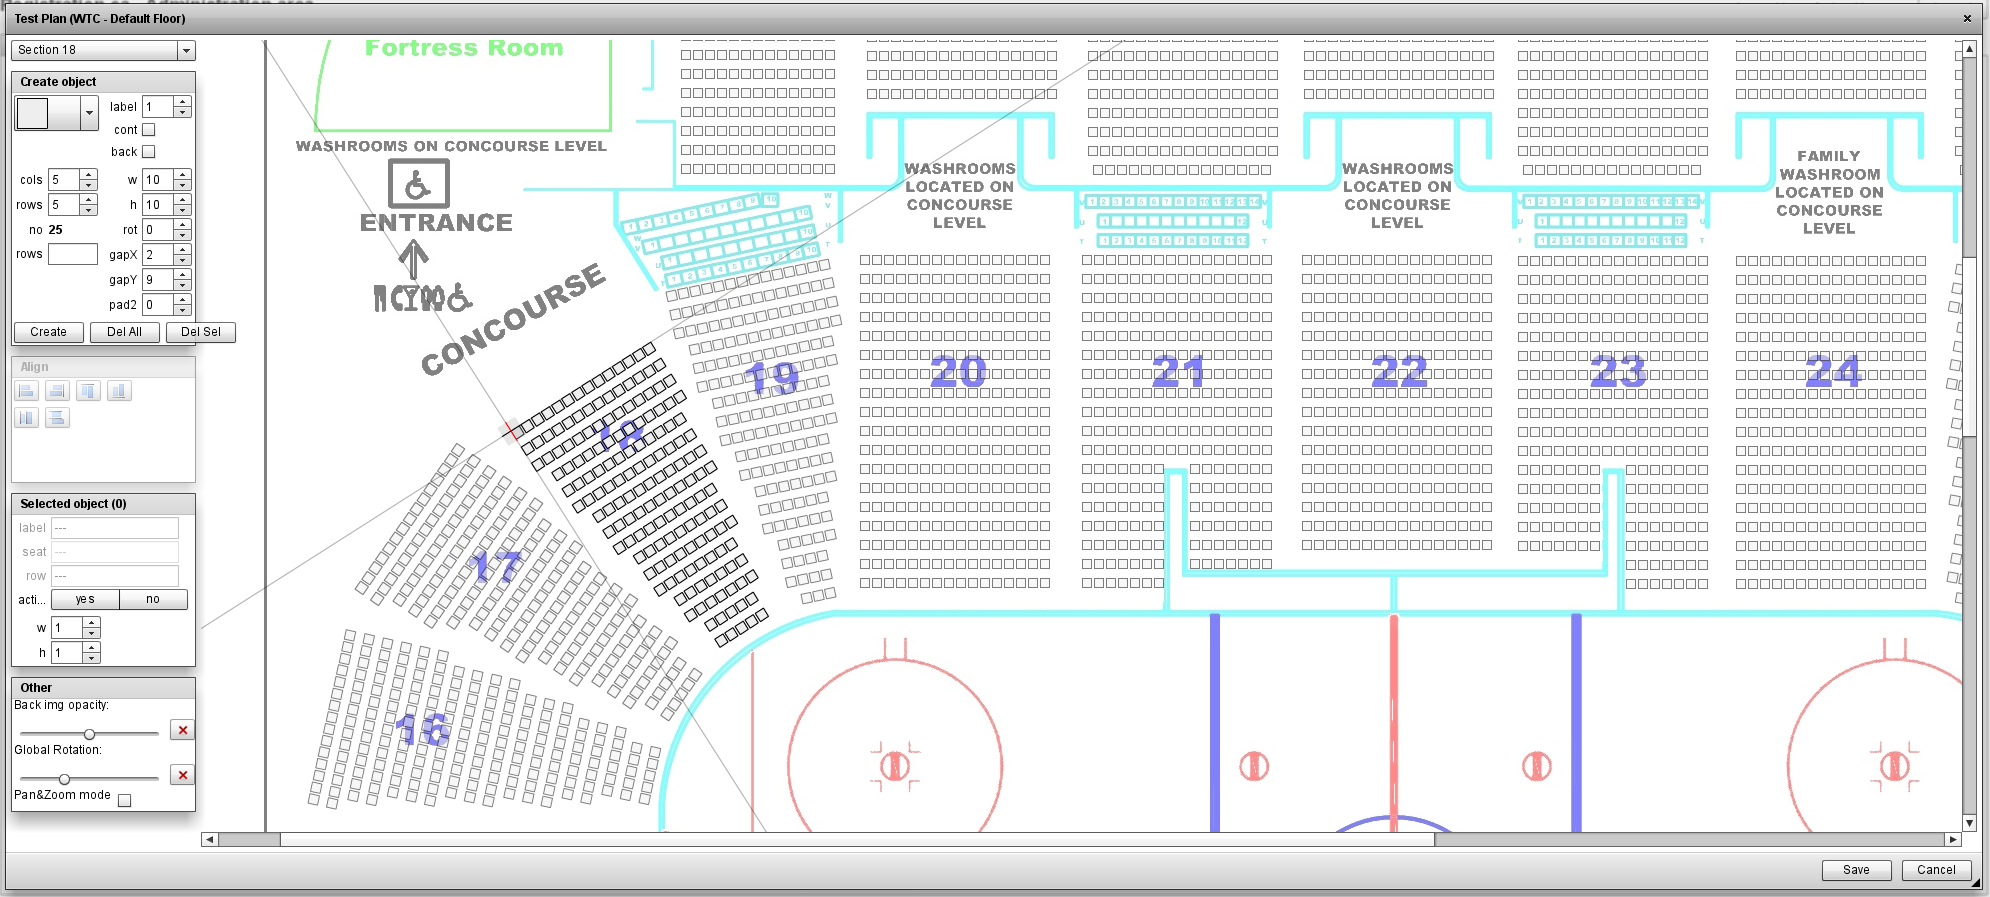 Test Plan (WTC - Default Floor)
Section 18
Create object
label 1
cont
back
cols 5
w 10
rows 5
h 10
no 25
rot 0
rows
gapX 2
gapY 9
pad2 0
Create
Del All
Del Sel
Align
Selected object (0)
label ---
seat ---
row ---
acti...
yes
no
w 1
h 1
Other
Back img opacity:
Global Rotation:
Pan&Zoom mode
Fortress Room
WASHROOMS ON CONCOURSE LEVEL
ENTRANCE
CONCOURSE
WASHROOMS
LOCATED ON
CONCOURSE
LEVEL
WASHROOMS
LOCATED ON
CONCOURSE
LEVEL
FAMILY
WASHROOM
LOCATED ON
CONCOURSE
LEVEL
16
17
18
19
20
21
22
23
24
Save
Cancel